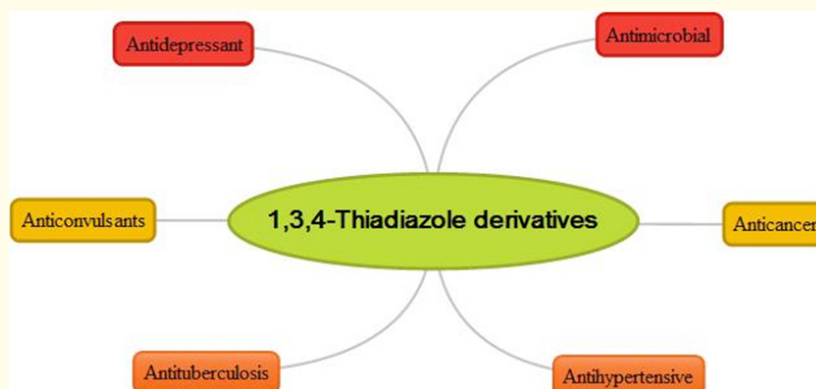 Antidepressant
Antimicrobial
Anticonvulsants
1,3,4-Thiadiazole derivatives
Anticancer
Antituberculosis
Antihypertensive